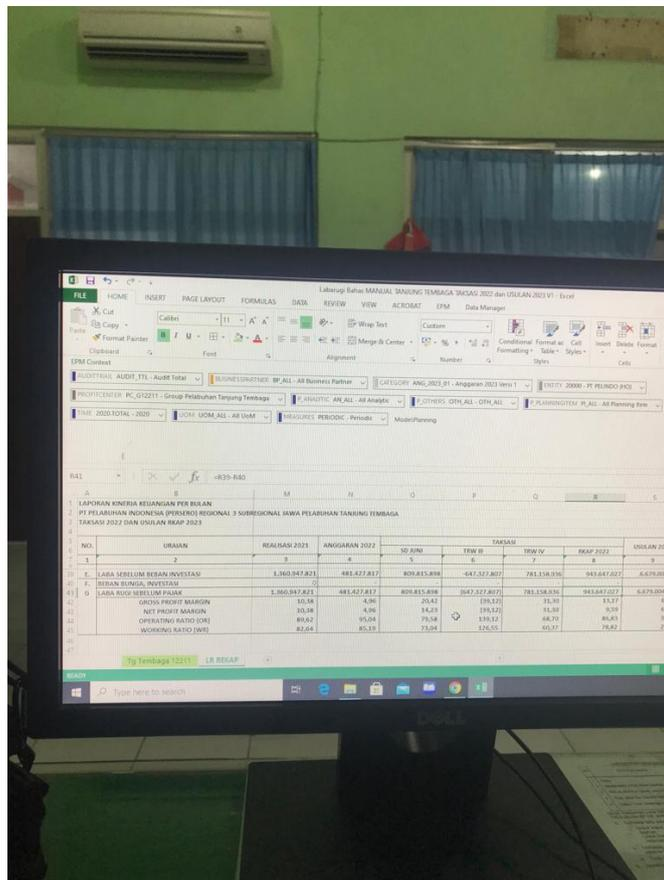 Labarugi Bahas MANUAL TANJUNG TEMBAGA TAKSASI 2022 dan USULAN 2023 V1 - Excel
FILE HOME INSERT PAGE LAYOUT FORMULAS DATA REVIEW VIEW ACROBAT EPM Data Manager
Cut
Copy
Format Painter
Paste
Calibri 11
B I U
Wrap Text
Merge & Center
Custom
Conditional Formatting
Format as Table
Cell Styles
Insert Delete Format
Clipboard Font Alignment Number Styles Cells
EPM Context
AUDITTRAIL AUDIT_TTL - Audit Total BUSINESSPARTNER BP_ALL - All Business Partner CATEGORY ANG_2023_01 - Anggaran 2023 Versi 1 ENTITY 20000 - PT PELINDO (HO)
PROFITCENTER PC_G12211 - Group Pelabuhan Tanjung Tembaga P_ANALYTIC AN_ALL - All Analytic P_OTHERS OTH_ALL - OTH_ALL P_PLANNINGITEM PI_ALL - All Planning Item
TIME 2020.TOTAL - 2020 UOM UOM_ALL - All UoM MEASURES PERIODIC - Periodic Model:Planning
R41 fx =R39-R40
A B M N O P Q R S
1 LAPORAN KINERJA KEUANGAN PER BULAN
2 PT PELABUHAN INDONESIA (PERSERO) REGIONAL 3 SUBREGIONAL JAWA PELABUHAN TANJUNG TEMBAGA
3 TAKSASI 2022 DAN USULAN RKAP 2023
NO. URAIAN REALISASI 2021 ANGGARAN 2022 TAKSASI USULAN 20
SD JUNI TRW III TRW IV RKAP 2022
1 2 3 4 5 6 7 8 9
E. LABA SEBELUM BEBAN INVESTASI 1.360.947.821 481.427.817 809.815.898 -647.327.807 781.158.936 943.647.027 6.679.00
F. BEBAN BUNGA, INVESTASI 0 - - - - -
G LABA RUGI SEBELUM PAJAK 1.360.947.821 481.427.817 809.815.898 (647.327.807) 781.158.936 943.647.027 6.679.004
GROSS PROFIT MARGIN 10,38 4,96 20,42 (39,12) 31,30 13,37
NET PROFIT MARGIN 10,38 4,96 14,23 (39,12) 31,30 9,59
OPERATING RATIO (OR) 89,62 95,04 79,58 139,12 68,70 86,83
WORKING RATIO (WR) 82,64 85,19 73,04 126,55 60,37 78,82
Tg Tembaga 12211 LR REKAP
READY
Type here to search
DELL